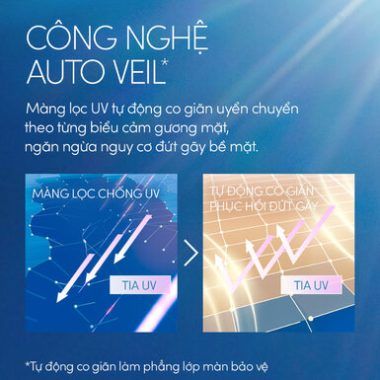 CÔNG NGHỆ
AUTO VEIL*
Màng lọc UV tự động co giãn uyển chuyển
theo từng biểu cảm gương mặt,
ngăn ngừa nguy cơ đứt gãy bề mặt.
MÀNG LỌC CHỐNG UV
TIA UV
TỰ ĐỘNG CO GIÃN
PHỤC HỒI ĐỨT GÃY
TIA UV
*Tự động co giãn làm phẳng lớp màn bảo vệ